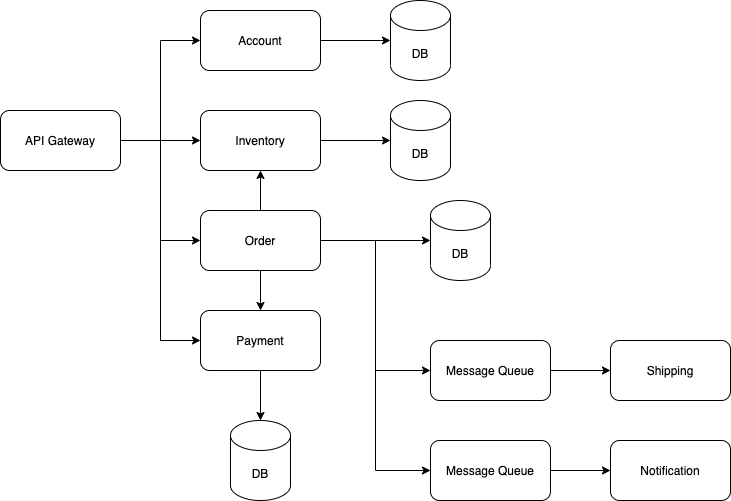 Account
DB
API Gateway
Inventory
DB
Order
DB
Payment
Message Queue
Shipping
DB
Message Queue
Notification